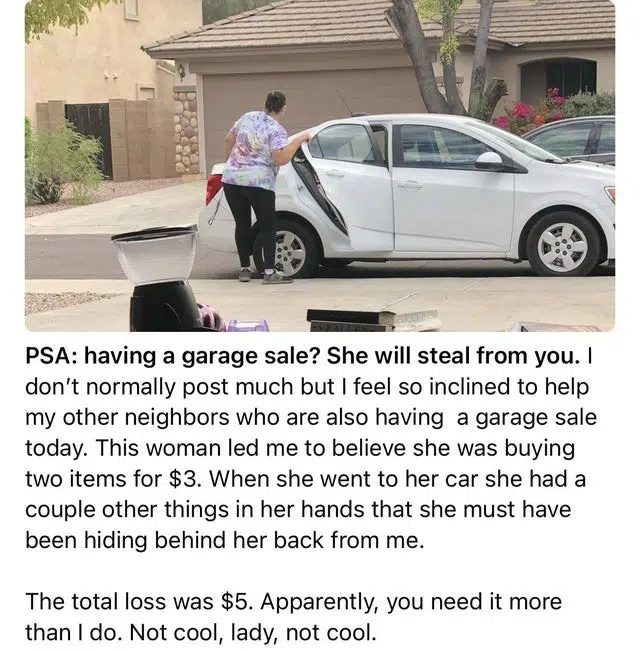 PSA: having a garage sale? She will steal from you. I
don’t normally post much but I feel so inclined to help
my other neighbors who are also having  a garage sale
today. This woman led me to believe she was buying
two items for $3. When she went to her car she had a
couple other things in her hands that she must have
been hiding behind her back from me.

The total loss was $5. Apparently, you need it more
than I do. Not cool, lady, not cool.